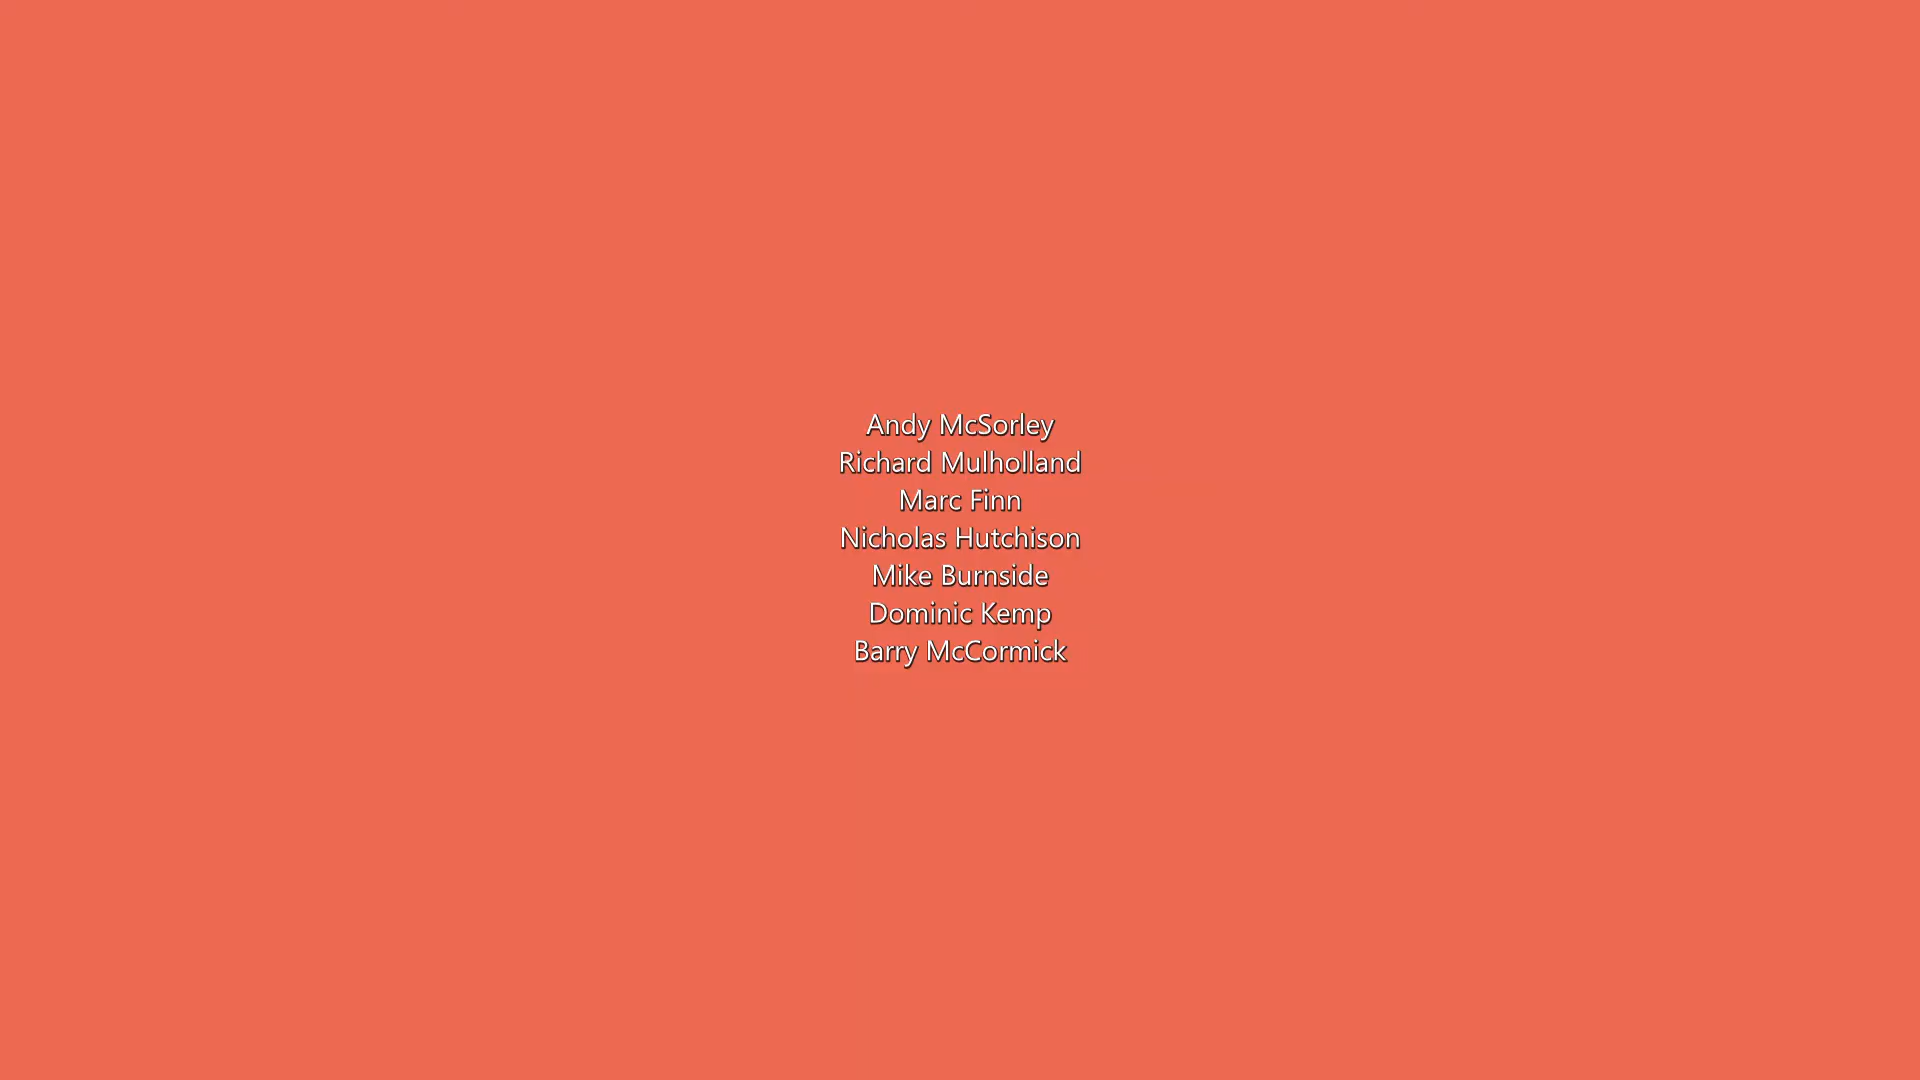 Andy McSorley
Richard Mulholland
Marc Finn
Nicholas Hutchison
Mike Burnside
Dominic Kemp
Barry McCormick